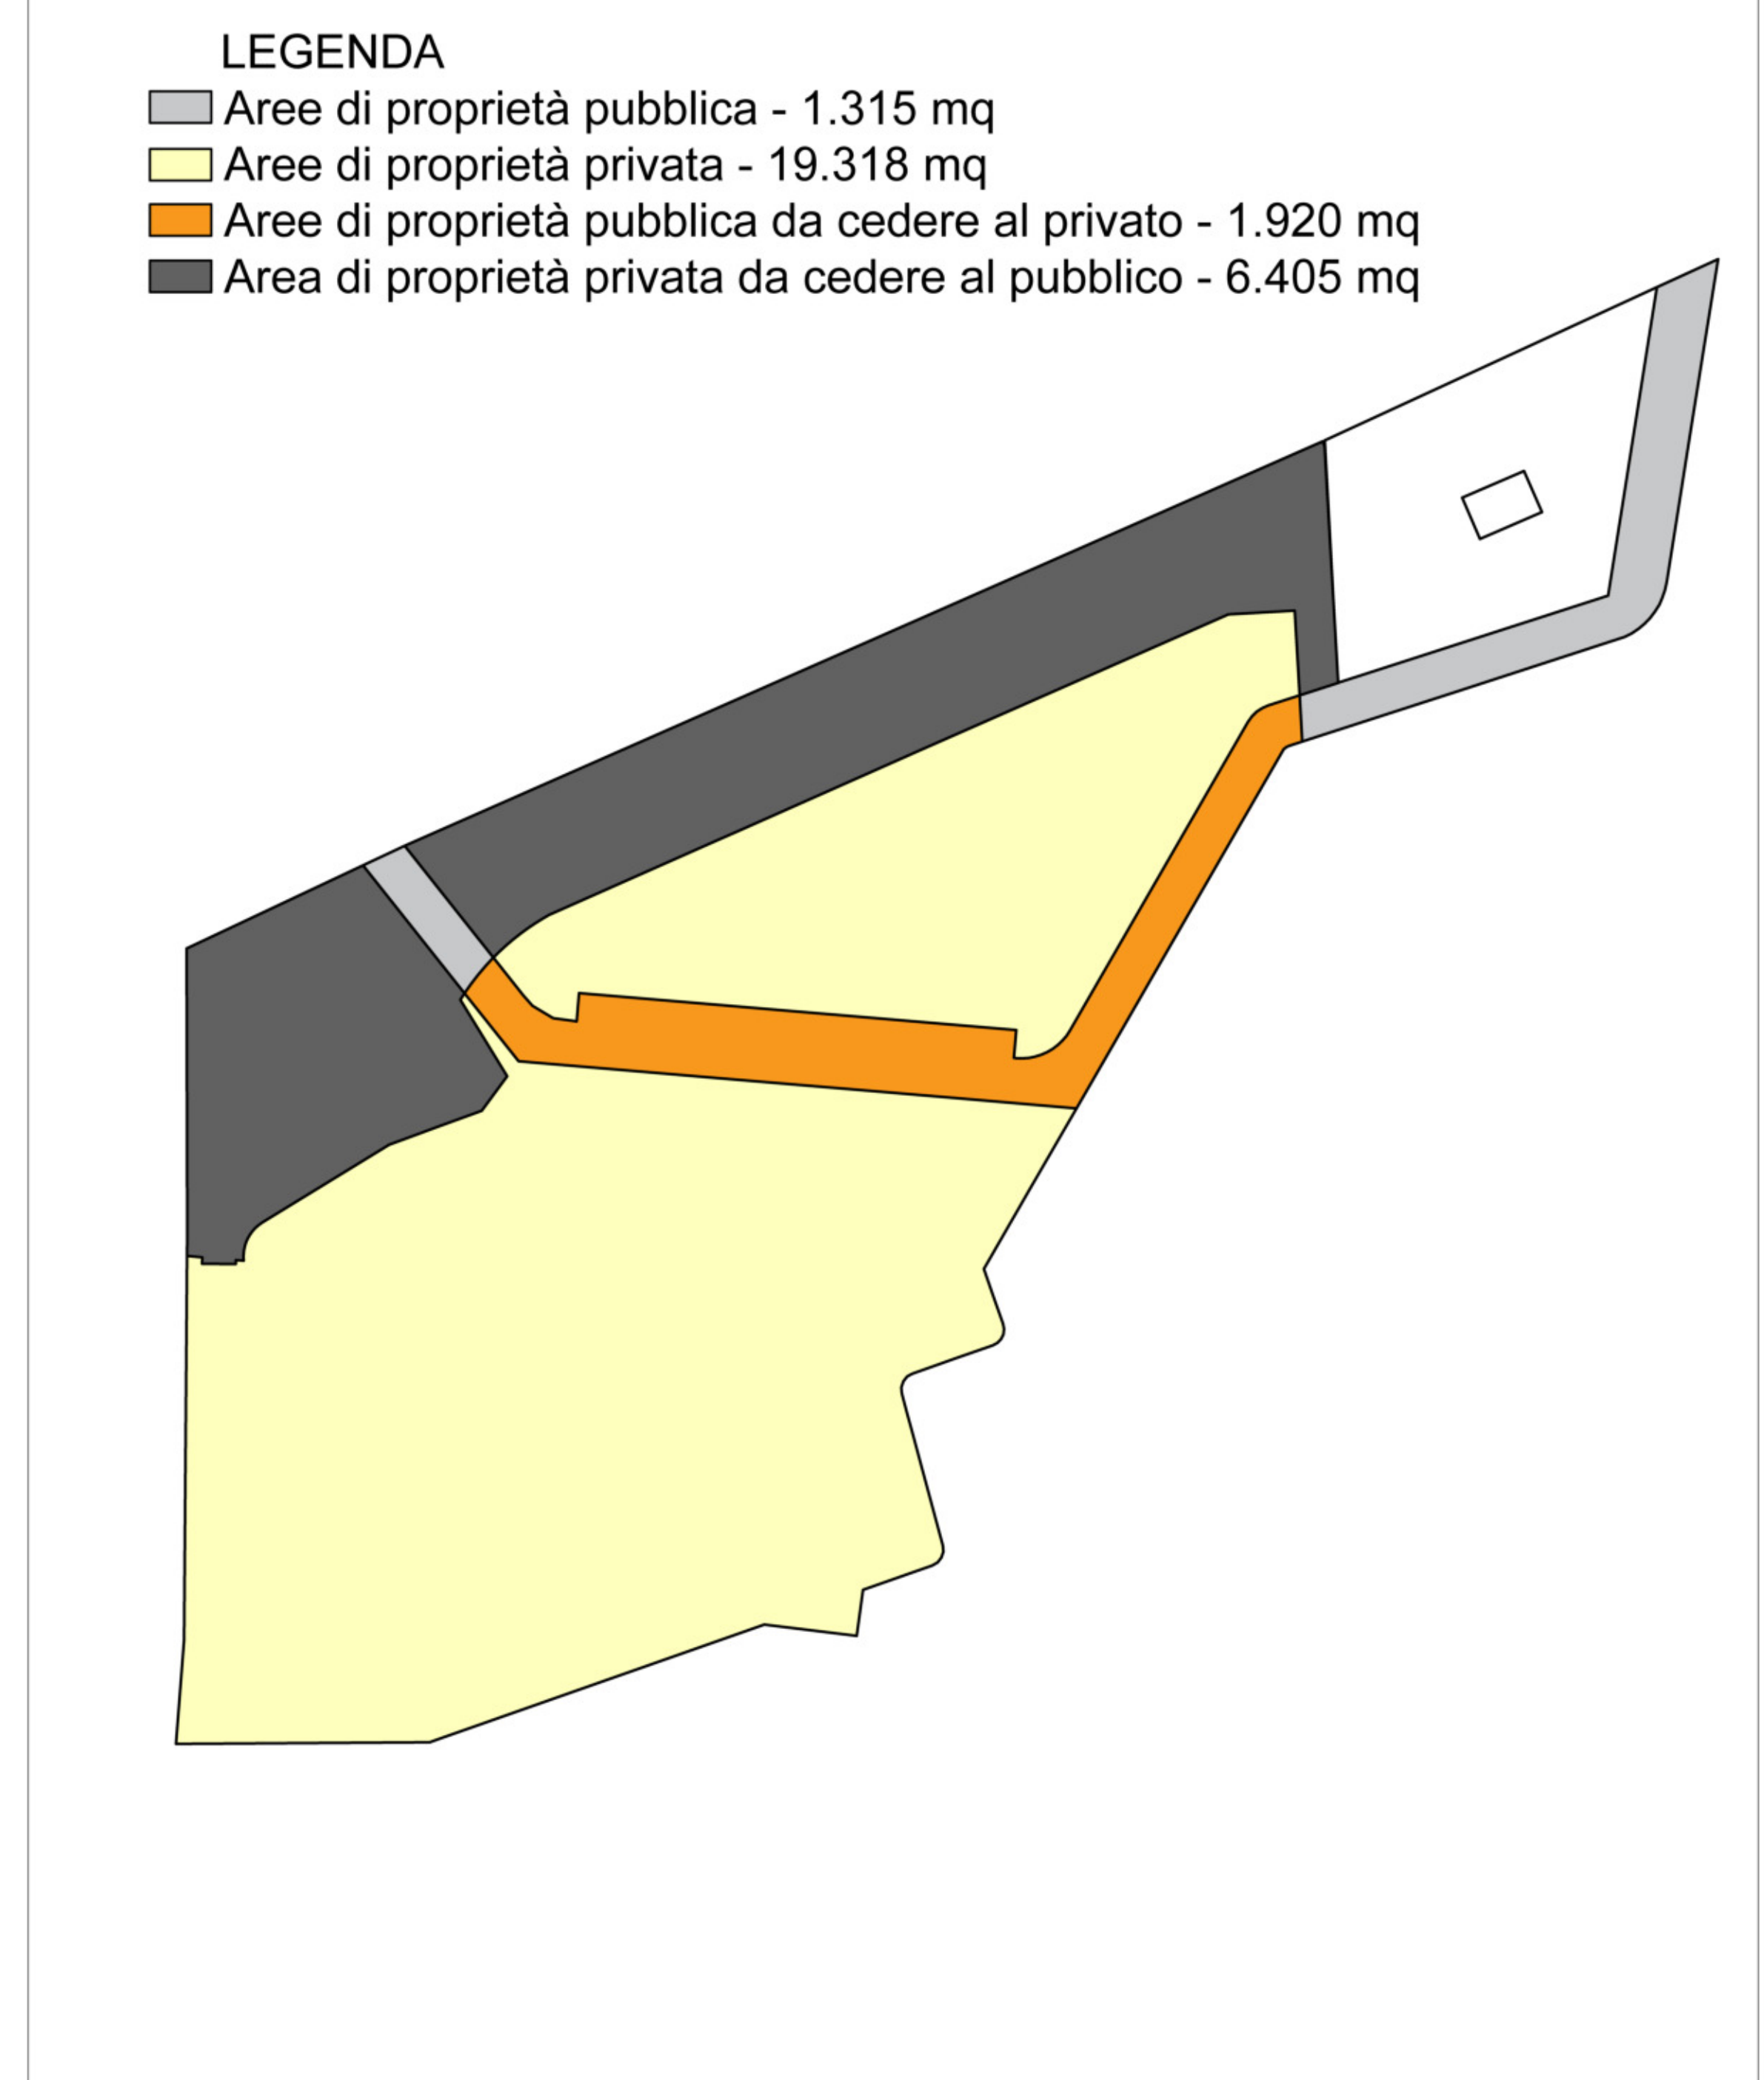 LEGENDA
Aree di proprietà pubblica - 1.315 mq
Aree di proprietà privata - 19.318 mq
Aree di proprietà pubblica da cedere al privato - 1.920 mq
Area di proprietà privata da cedere al pubblico - 6.405 mq